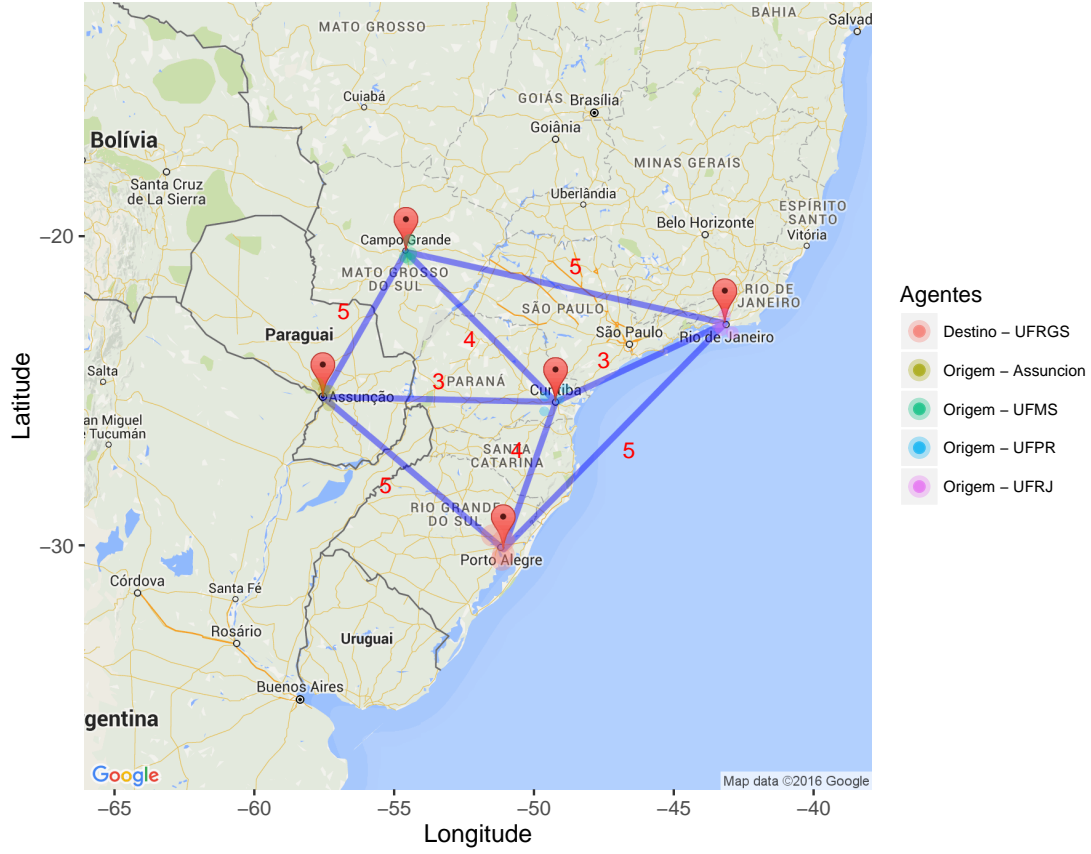 BAHIA
MATO GROSSO
Salvad
Cuiabá
GOIÁS
Brasília
Goiânia
Bolívia
MINAS GERAIS
Santa Cruz
de La Sierra
Uberlândia
ESPÍRITO
SANTO
Belo Horizonte
Vitória
−20
Campo Grande
5
MATO GROSSO
DO SUL
RIO DE
JANEIRO
5
SÃO PAULO
Paraguai
4
São Paulo
Rio de Janeiro
3
Salta
3
PARANÁ
Curitiba
Assunção
an Miguel
e Tucumán
4
SANTA
CATARINA
5
5
RIO GRANDE
DO SUL
−30
Porto Alegre
Córdova
Santa Fé
Rosário
Uruguai
Buenos Aires
gentina
Google
Map data ©2016 Google
−65
−60
−55
−50
−45
−40
Longitude
Latitude
Agentes
Destino − UFRGS
Origem − Assuncion
Origem − UFMS
Origem − UFPR
Origem − UFRJ